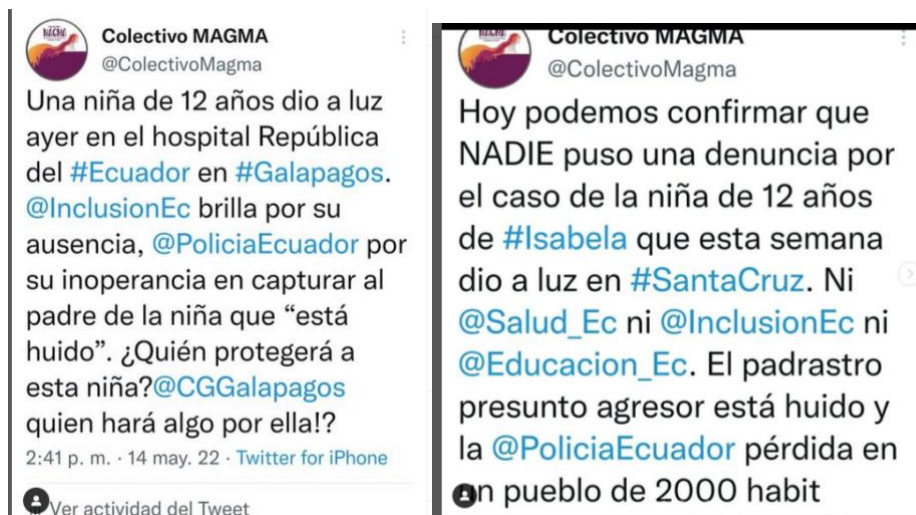 MAGMA
Colectivo MAGMA
@ColectivoMagma
Una niña de 12 años dio a luz
ayer en el hospital República
del #Ecuador en #Galapagos.
@InclusionEc brilla por su
ausencia, @PoliciaEcuador por
su inoperancia en capturar al
padre de la niña que “está
huido”. ¿Quién protegerá a
esta niña?@CGGalapagos
quien hará algo por ella!?
2:41 p. m. · 14 may. 22 · Twitter for iPhone
Ver actividad del Tweet
Colectivo MAGMA
@ColectivoMagma
Hoy podemos confirmar que
NADIE puso una denuncia por
el caso de la niña de 12 años
de #Isabela que esta semana
dio a luz en #SantaCruz. Ni
@Salud_Ec ni @InclusionEc ni
@Educacion_Ec. El padrastro
presunto agresor está huido y
la @PoliciaEcuador pérdida en
un pueblo de 2000 habit